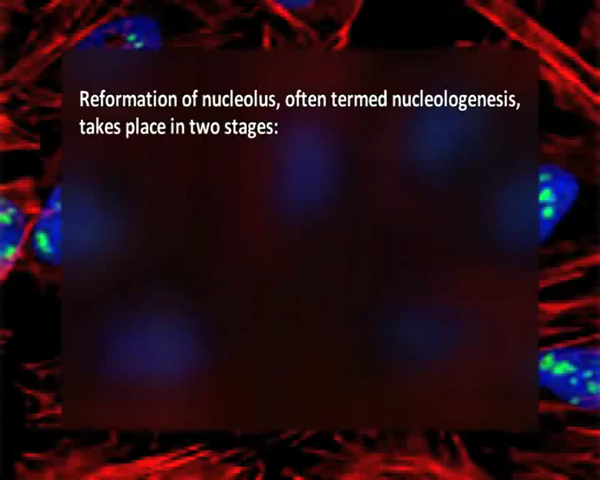 Reformation of nucleolus, often termed nucleologenesis,
takes place in two stages: